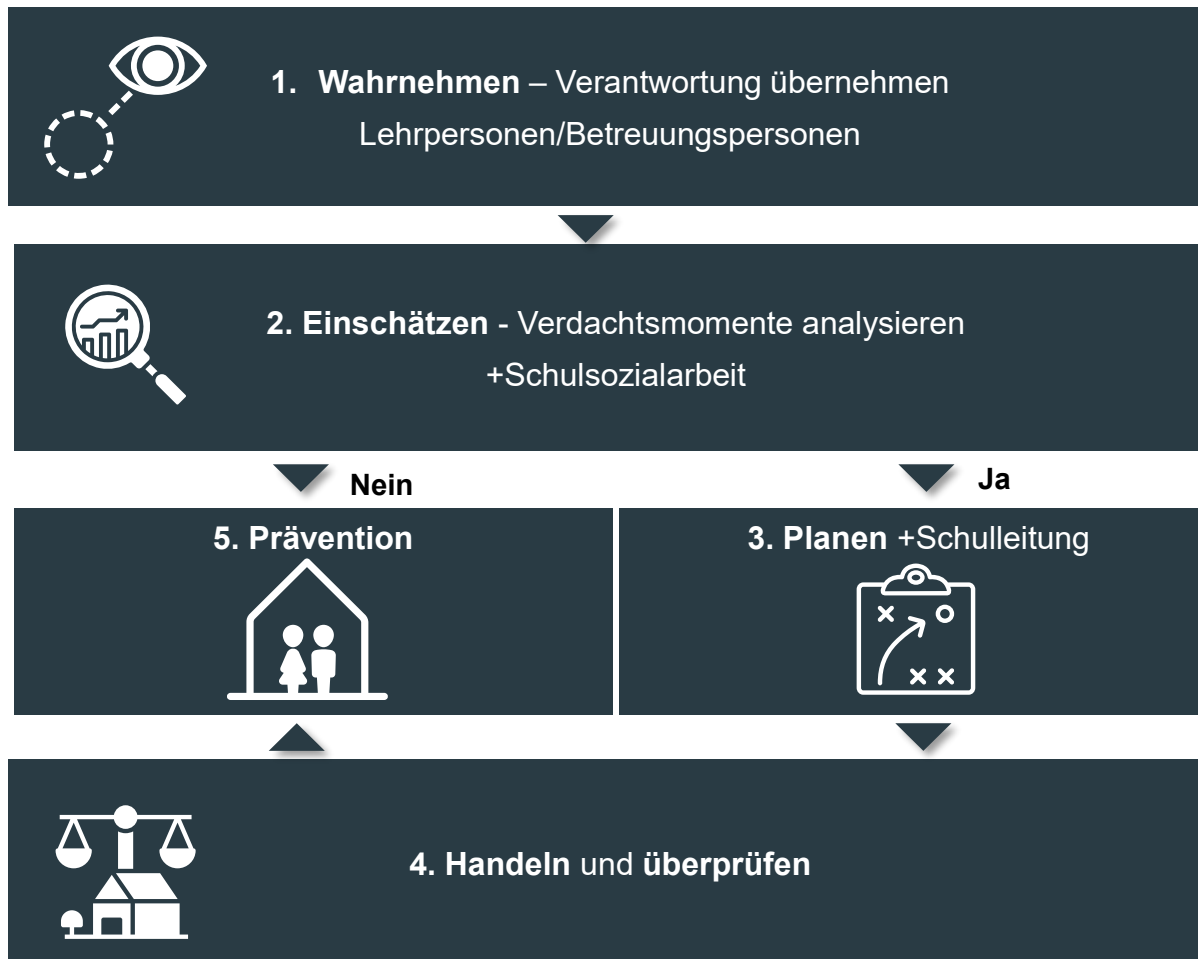 1. Wahrnehmen – Verantwortung übernehmen
Lehrpersonen/Betreuungspersonen
2. Einschätzen - Verdachtsmomente analysieren
+Schulsozialarbeit
Nein
Ja
5. Prävention
3. Planen +Schulleitung
4. Handeln und überprüfen